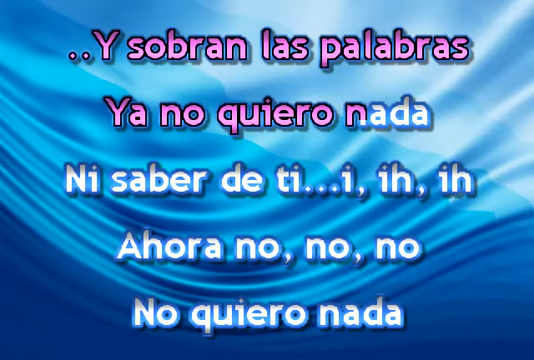 ..Y sobran las palabras
Ya no quiero nada
Ni saber de ti...i, ih, ih
Ahora no, no, no
No quiero nada